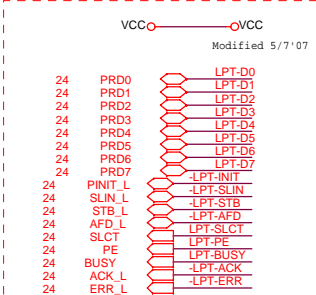 VCC VCC
Modified 5/7'07
24 PRD0 LPT-D0
24 PRD1 LPT-D1
24 PRD2 LPT-D2
24 PRD3 LPT-D3
24 PRD4 LPT-D4
24 PRD5 LPT-D5
24 PRD6 LPT-D6
24 PRD7 LPT-D7
24 PINIT_L -LPT-INIT
24 SLIN_L -LPT-SLIN
24 STB_L -LPT-STB
24 AFD_L -LPT-AFD
24 SLCT LPT-SLCT
24 PE LPT-PE
24 BUSY LPT-BUSY
24 ACK_L -LPT-ACK
24 ERR_L -LPT-ERR